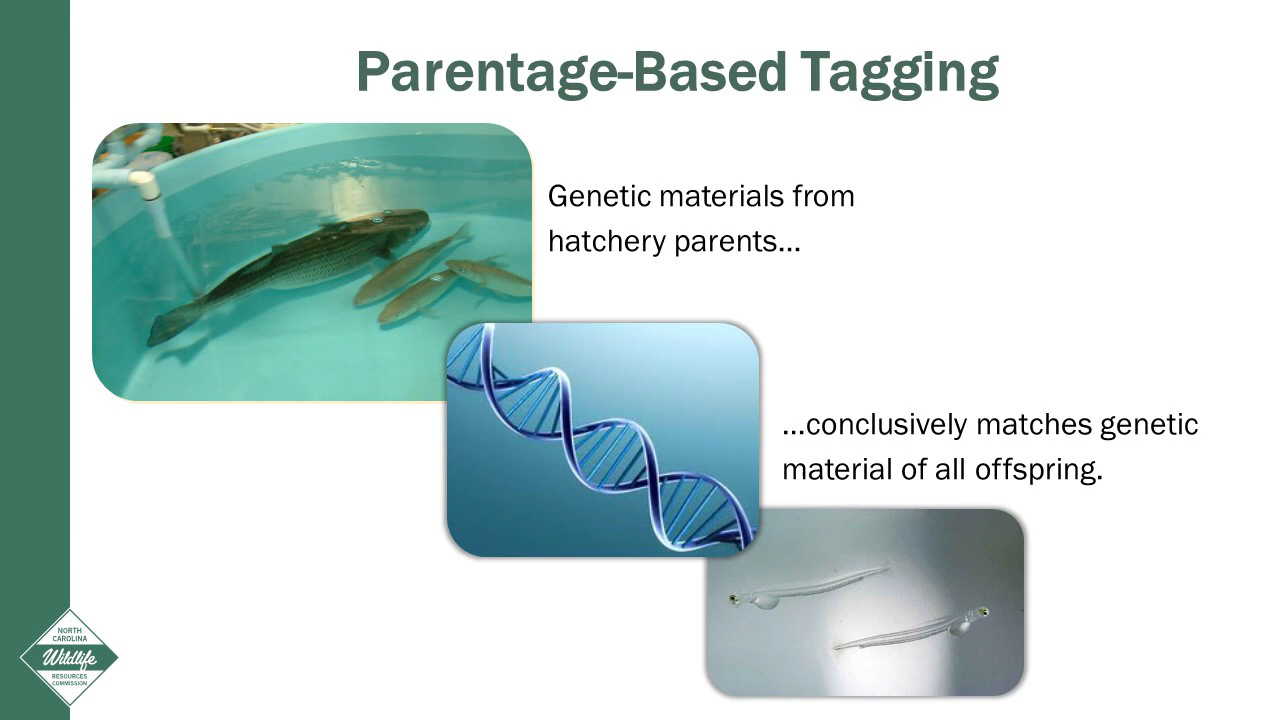 Parentage-Based Tagging
Genetic materials from
hatchery parents...
...conclusively matches genetic
material of all offspring.
NORTH
CAROLINA
Wildlife
RESOURCES
COMMISSION